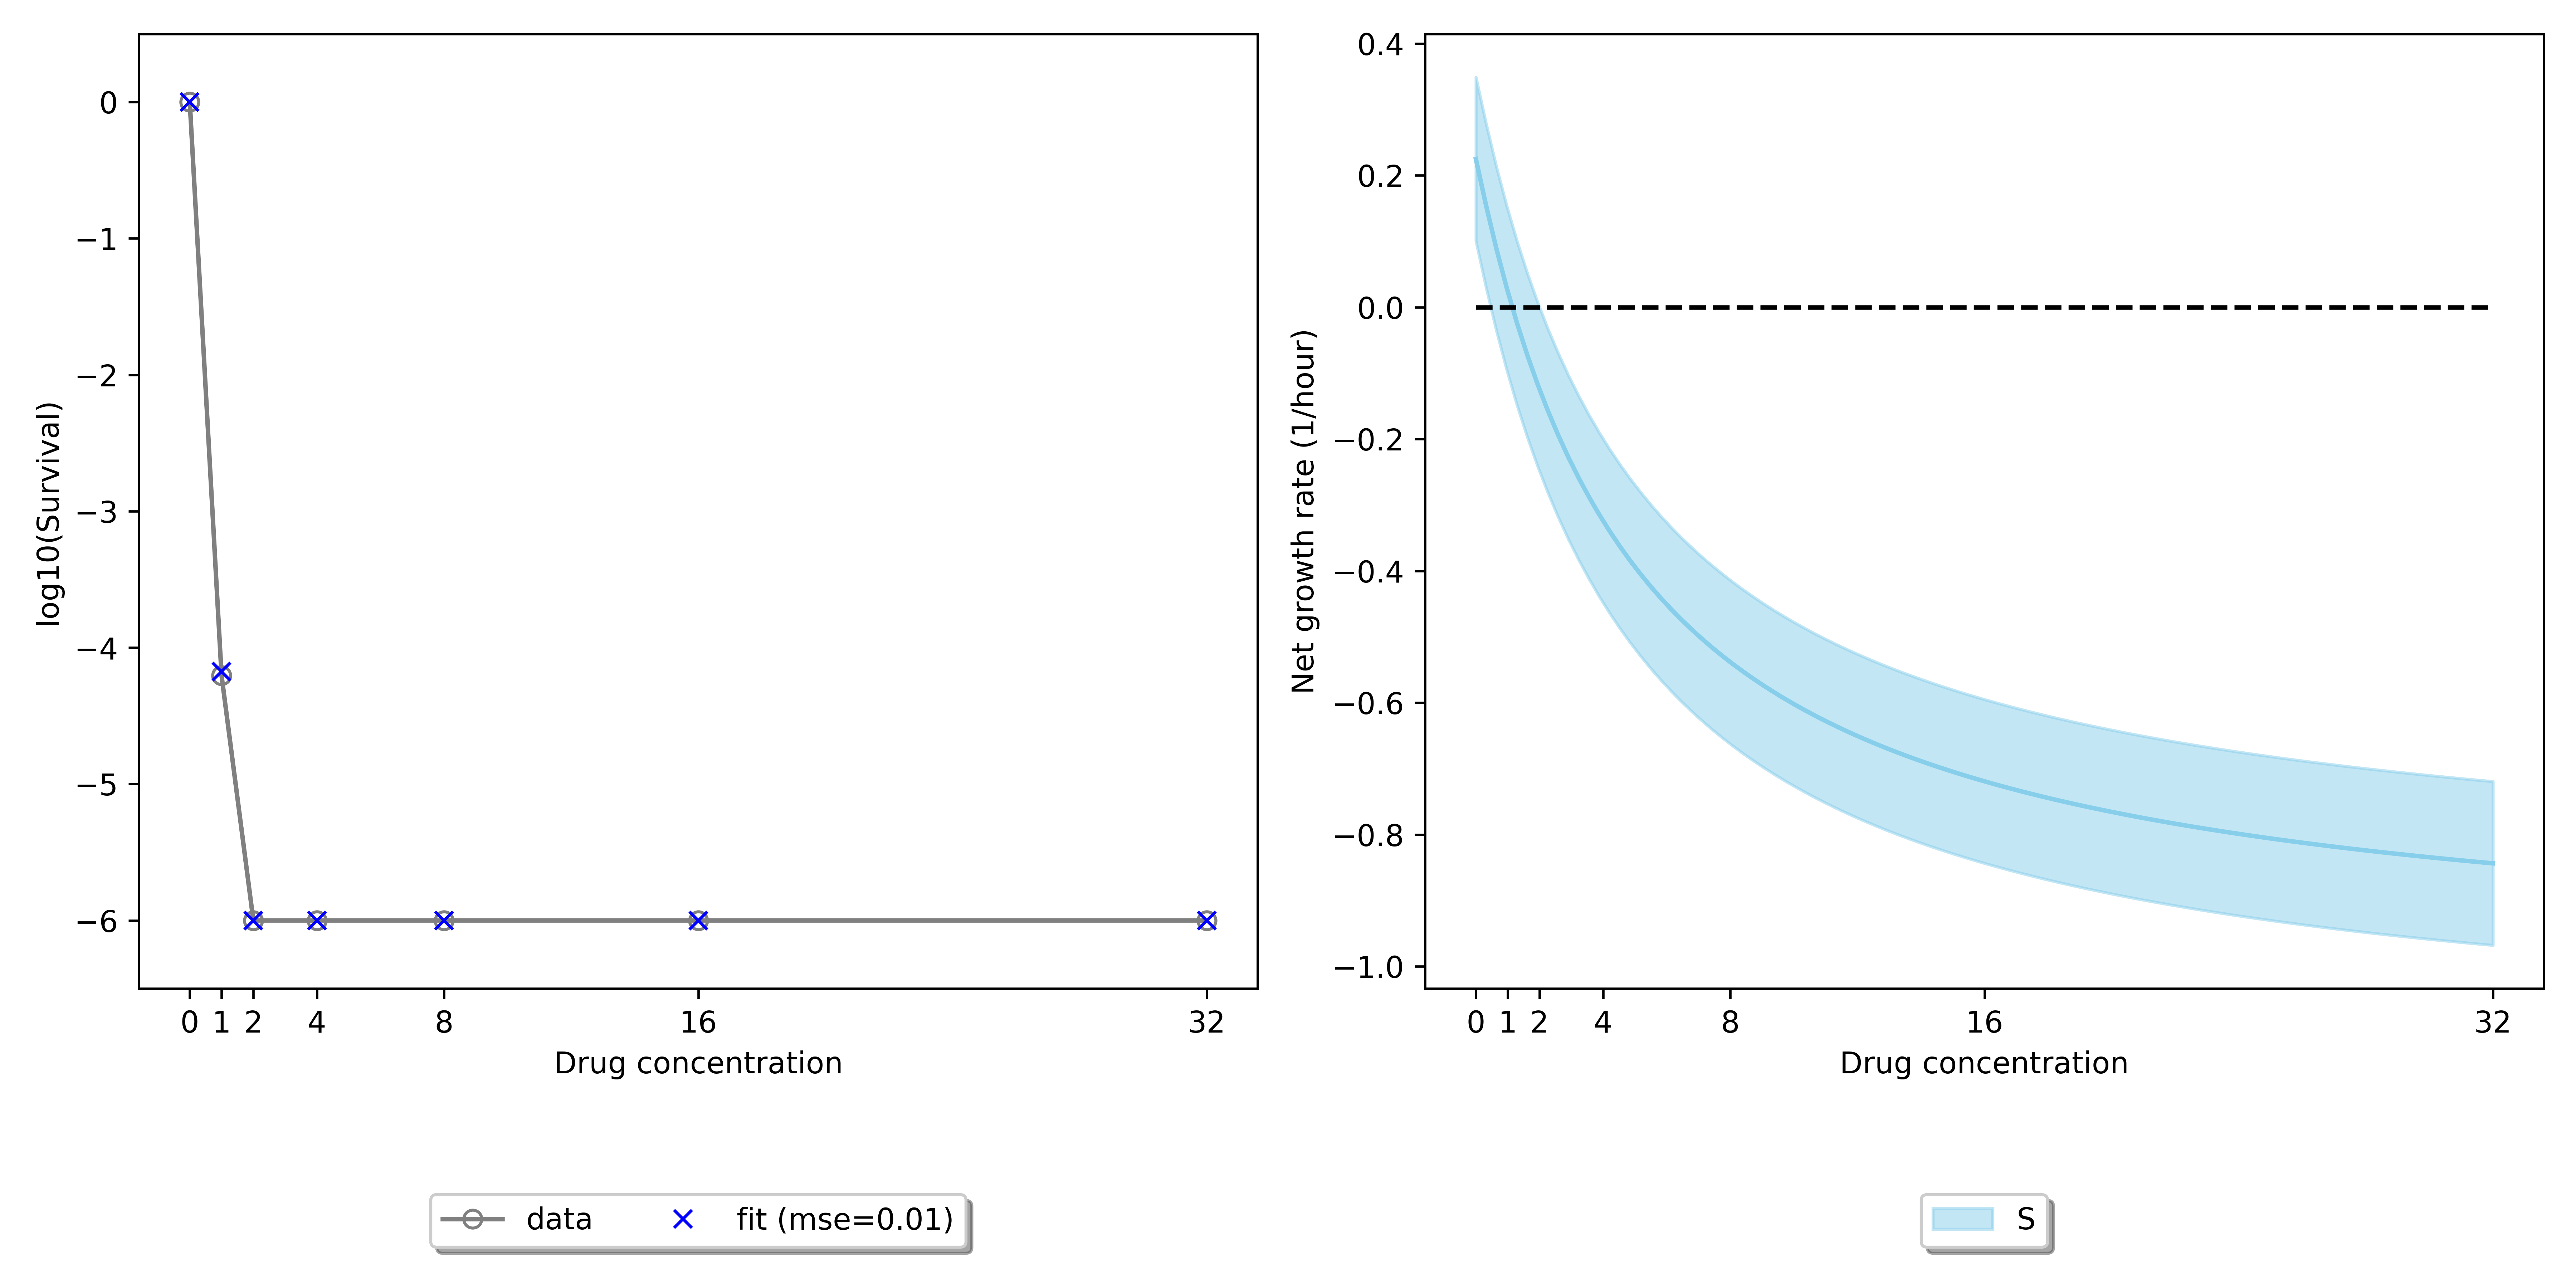 log10(Survival)
0
−1
−2
−3
−4
−5
−6
0 1 2 4 8 16 32
Drug concentration
data fit (mse=0.01)
Net growth rate (1/hour)
0.4
0.2
0.0
−0.2
−0.4
−0.6
−0.8
−1.0
0 1 2 4 8 16 32
Drug concentration
S